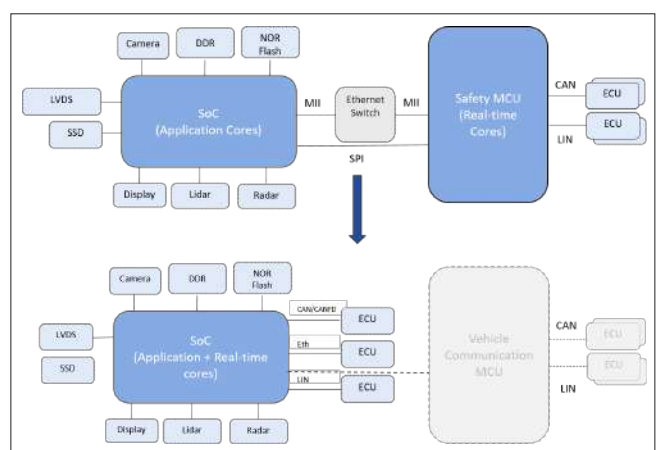 Camera
DDR
NOR
Flash
LVDS
SSD
SoC
(Application Cores)
MII
Ethernet
Switch
MII
Safety MCU
(Real-time
Cores)
CAN
ECU
ECU
LIN
SPI
Display
Lidar
Radar
Camera
DDR
NOR
Flash
LVDS
SSD
SoC
(Application + Real-time
cores)
CAN/CANFD
ECU
Eth
ECU
LIN
ECU
Vehicle
Communication
MCU
CAN
ECU
ECU
LIN
Display
Lidar
Radar